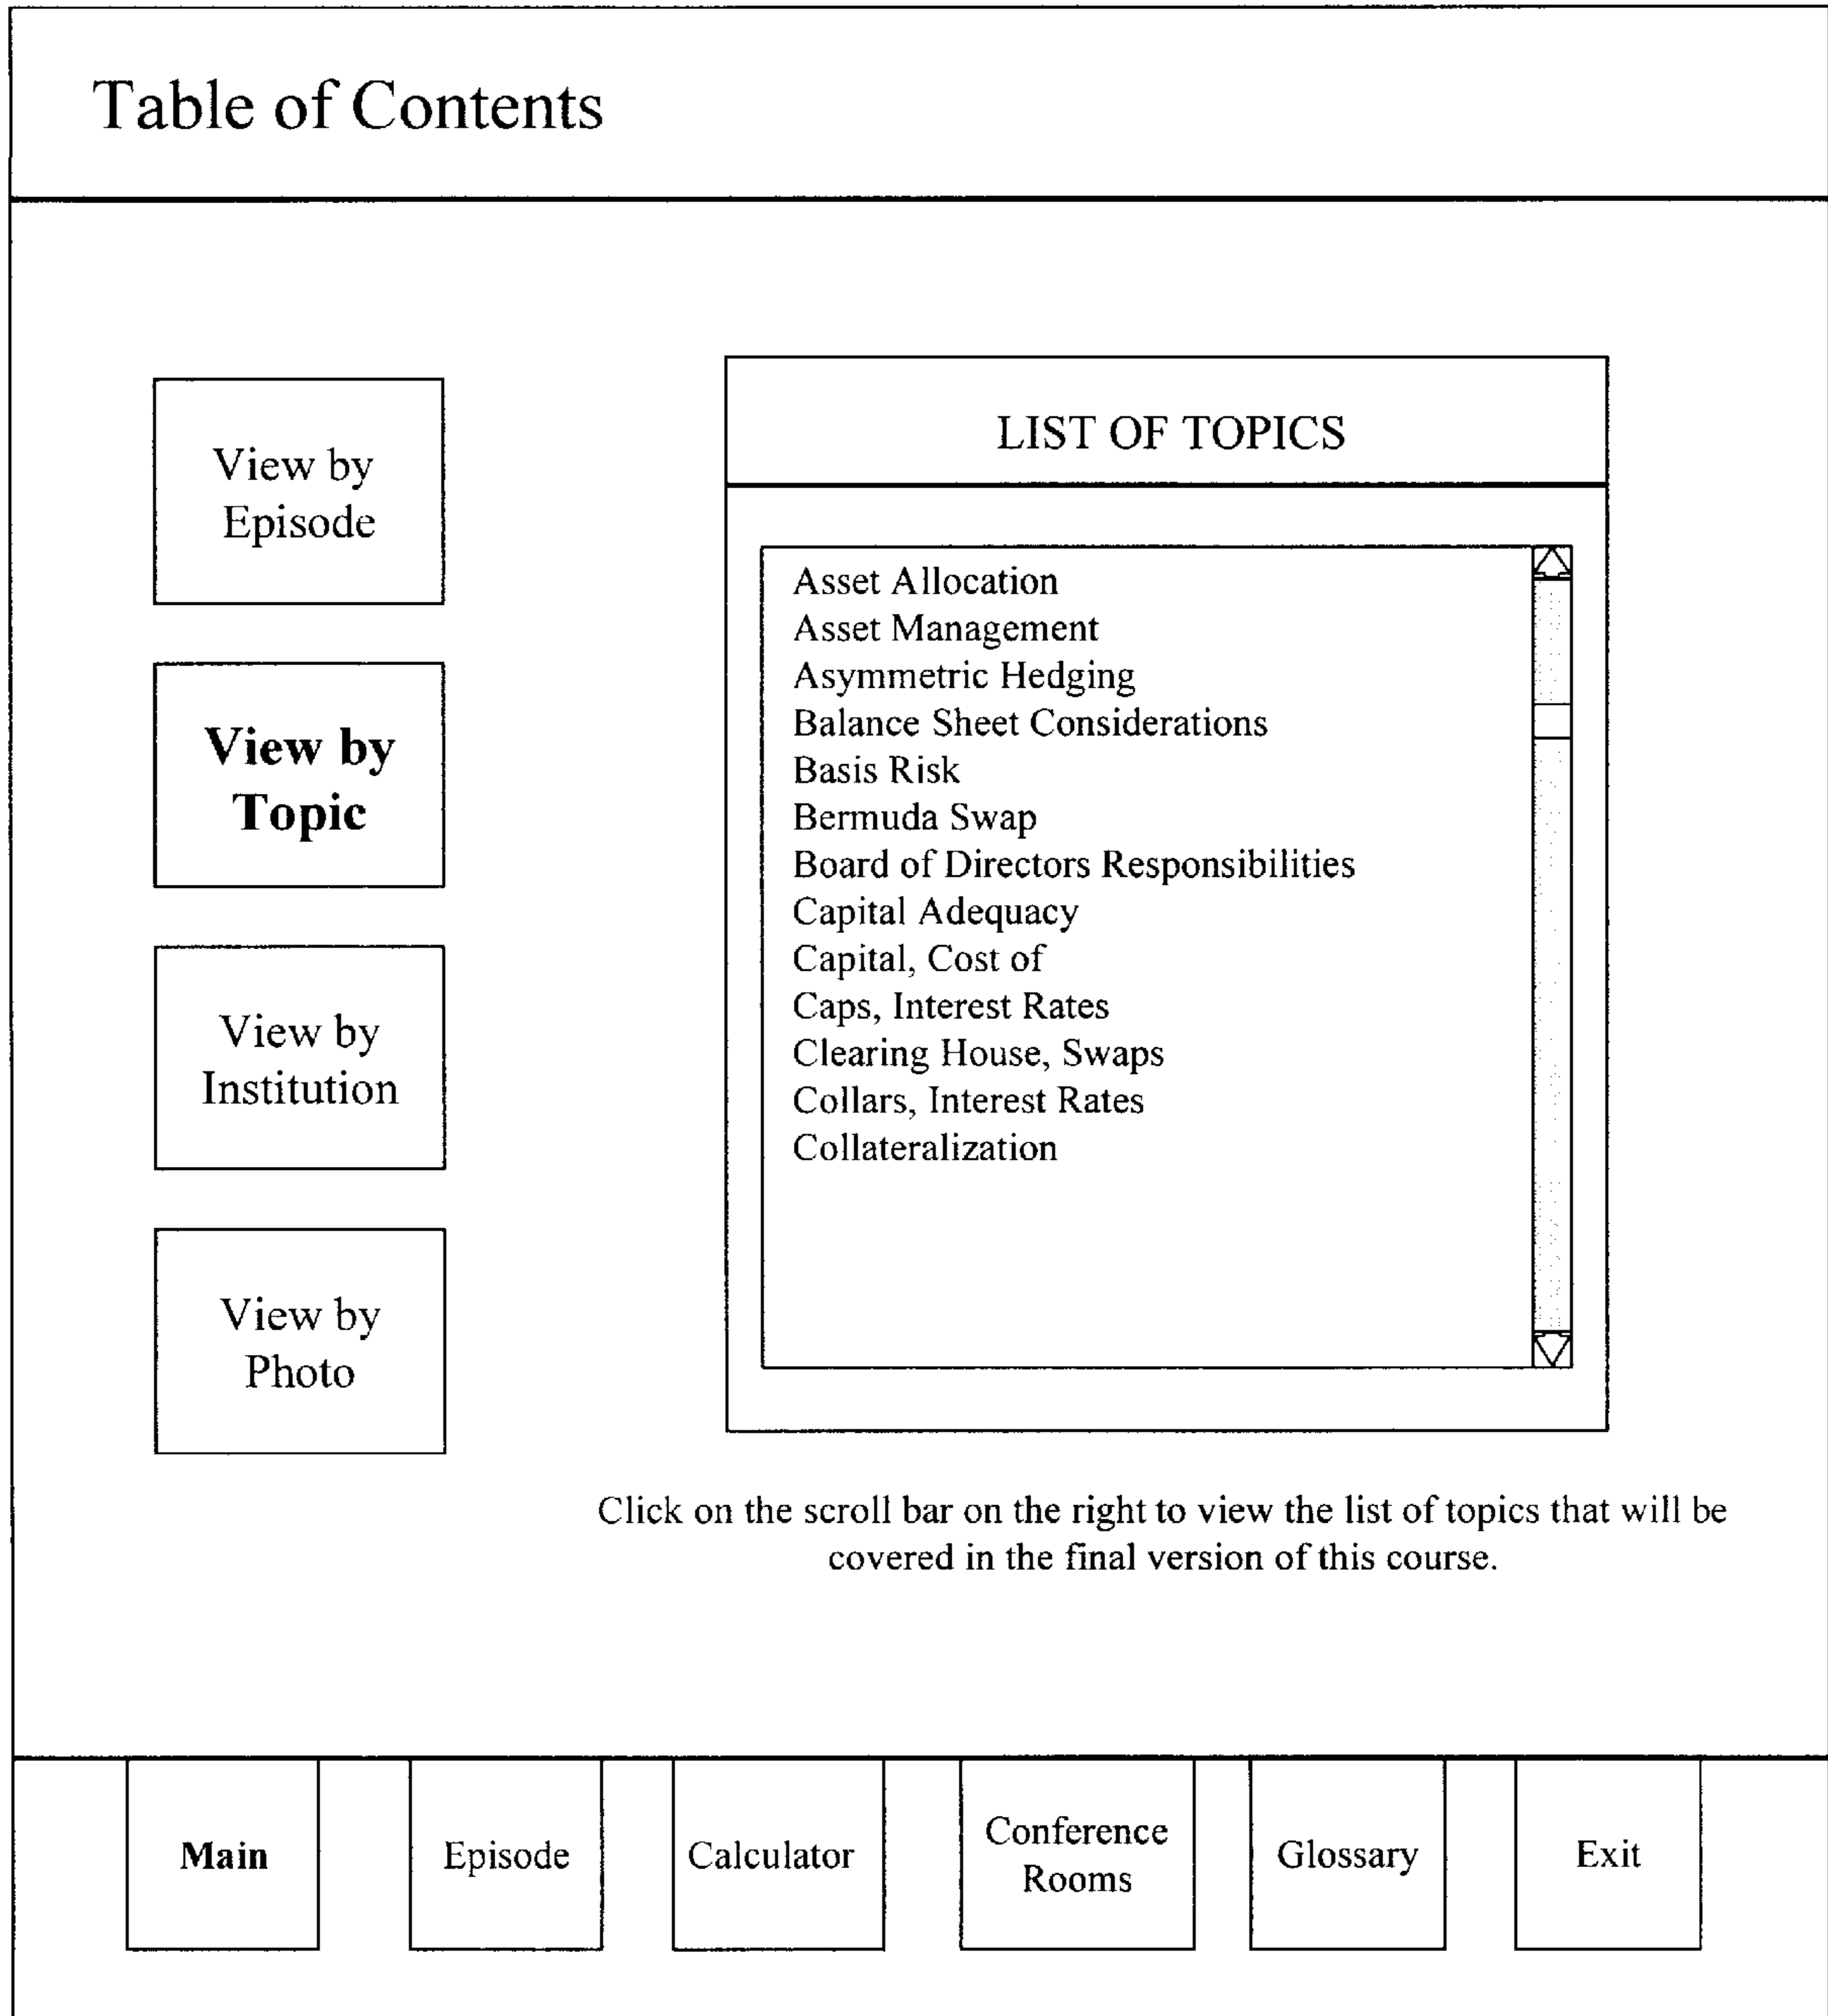 Table of Contents
View by
Episode
View by
Topic
View by
Institution
View by
Photo
LIST OF TOPICS
Asset Allocation
Asset Management
Asymmetric Hedging
Balance Sheet Considerations
Basis Risk
Bermuda Swap
Board of Directors Responsibilities
Capital Adequacy
Capital, Cost of
Caps, Interest Rates
Clearing House, Swaps
Collars, Interest Rates
Collateralization
Click on the scroll bar on the right to view the list of topics that will be
covered in the final version of this course.
Main
Episode
Calculator
Conference
Rooms
Glossary
Exit